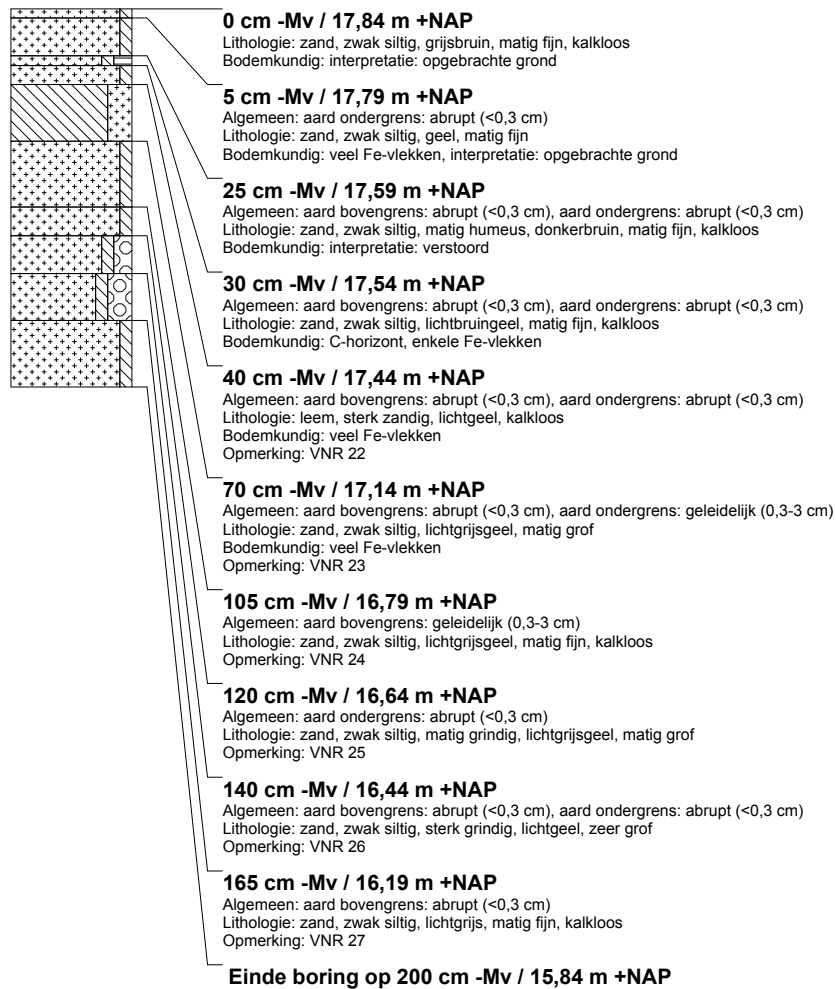 0 cm -Mv / 17,84 m +NAP
Lithologie: zand, zwak siltig, grijsbruin, matig fijn, kalkloos
Bodemkundig: interpretatie: opgebrachte grond
5 cm -Mv / 17,79 m +NAP
Algemeen: aard ondergrens: abrupt (<0,3 cm)
Lithologie: zand, zwak siltig, geel, matig fijn
Bodemkundig: veel Fe-vlekken, interpretatie: opgebrachte grond
25 cm -Mv / 17,59 m +NAP
Algemeen: aard bovengrens: abrupt (<0,3 cm), aard ondergrens: abrupt (<0,3 cm)
Lithologie: zand, zwak siltig, matig humeus, donkerbruin, matig fijn, kalkloos
Bodemkundig: interpretatie: verstoord
30 cm -Mv / 17,54 m +NAP
Algemeen: aard bovengrens: abrupt (<0,3 cm), aard ondergrens: abrupt (<0,3 cm)
Lithologie: zand, zwak siltig, lichtbruingeel, matig fijn, kalkloos
Bodemkundig: C-horizont, enkele Fe-vlekken
40 cm -Mv / 17,44 m +NAP
Algemeen: aard bovengrens: abrupt (<0,3 cm), aard ondergrens: abrupt (<0,3 cm)
Lithologie: leem, sterk zandig, lichtgeel, kalkloos
Bodemkundig: veel Fe-vlekken
Opmerking: VNR 22
70 cm -Mv / 17,14 m +NAP
Algemeen: aard bovengrens: abrupt (<0,3 cm), aard ondergrens: geleidelijk (0,3-3 cm)
Lithologie: zand, zwak siltig, lichtgrijsgeel, matig grof
Bodemkundig: veel Fe-vlekken
Opmerking: VNR 23
105 cm -Mv / 16,79 m +NAP
Algemeen: aard bovengrens: geleidelijk (0,3-3 cm)
Lithologie: zand, zwak siltig, lichtgrijsgeel, matig fijn, kalkloos
Opmerking: VNR 24
120 cm -Mv / 16,64 m +NAP
Algemeen: aard ondergrens: abrupt (<0,3 cm)
Lithologie: zand, zwak siltig, matig grindig, lichtgrijsgeel, matig grof
Opmerking: VNR 25
140 cm -Mv / 16,44 m +NAP
Algemeen: aard bovengrens: abrupt (<0,3 cm), aard ondergrens: abrupt (<0,3 cm)
Lithologie: zand, zwak siltig, sterk grindig, lichtgeel, zeer grof
Opmerking: VNR 26
165 cm -Mv / 16,19 m +NAP
Algemeen: aard bovengrens: abrupt (<0,3 cm)
Lithologie: zand, zwak siltig, lichtgrijs, matig fijn, kalkloos
Opmerking: VNR 27
Einde boring op 200 cm -Mv / 15,84 m +NAP